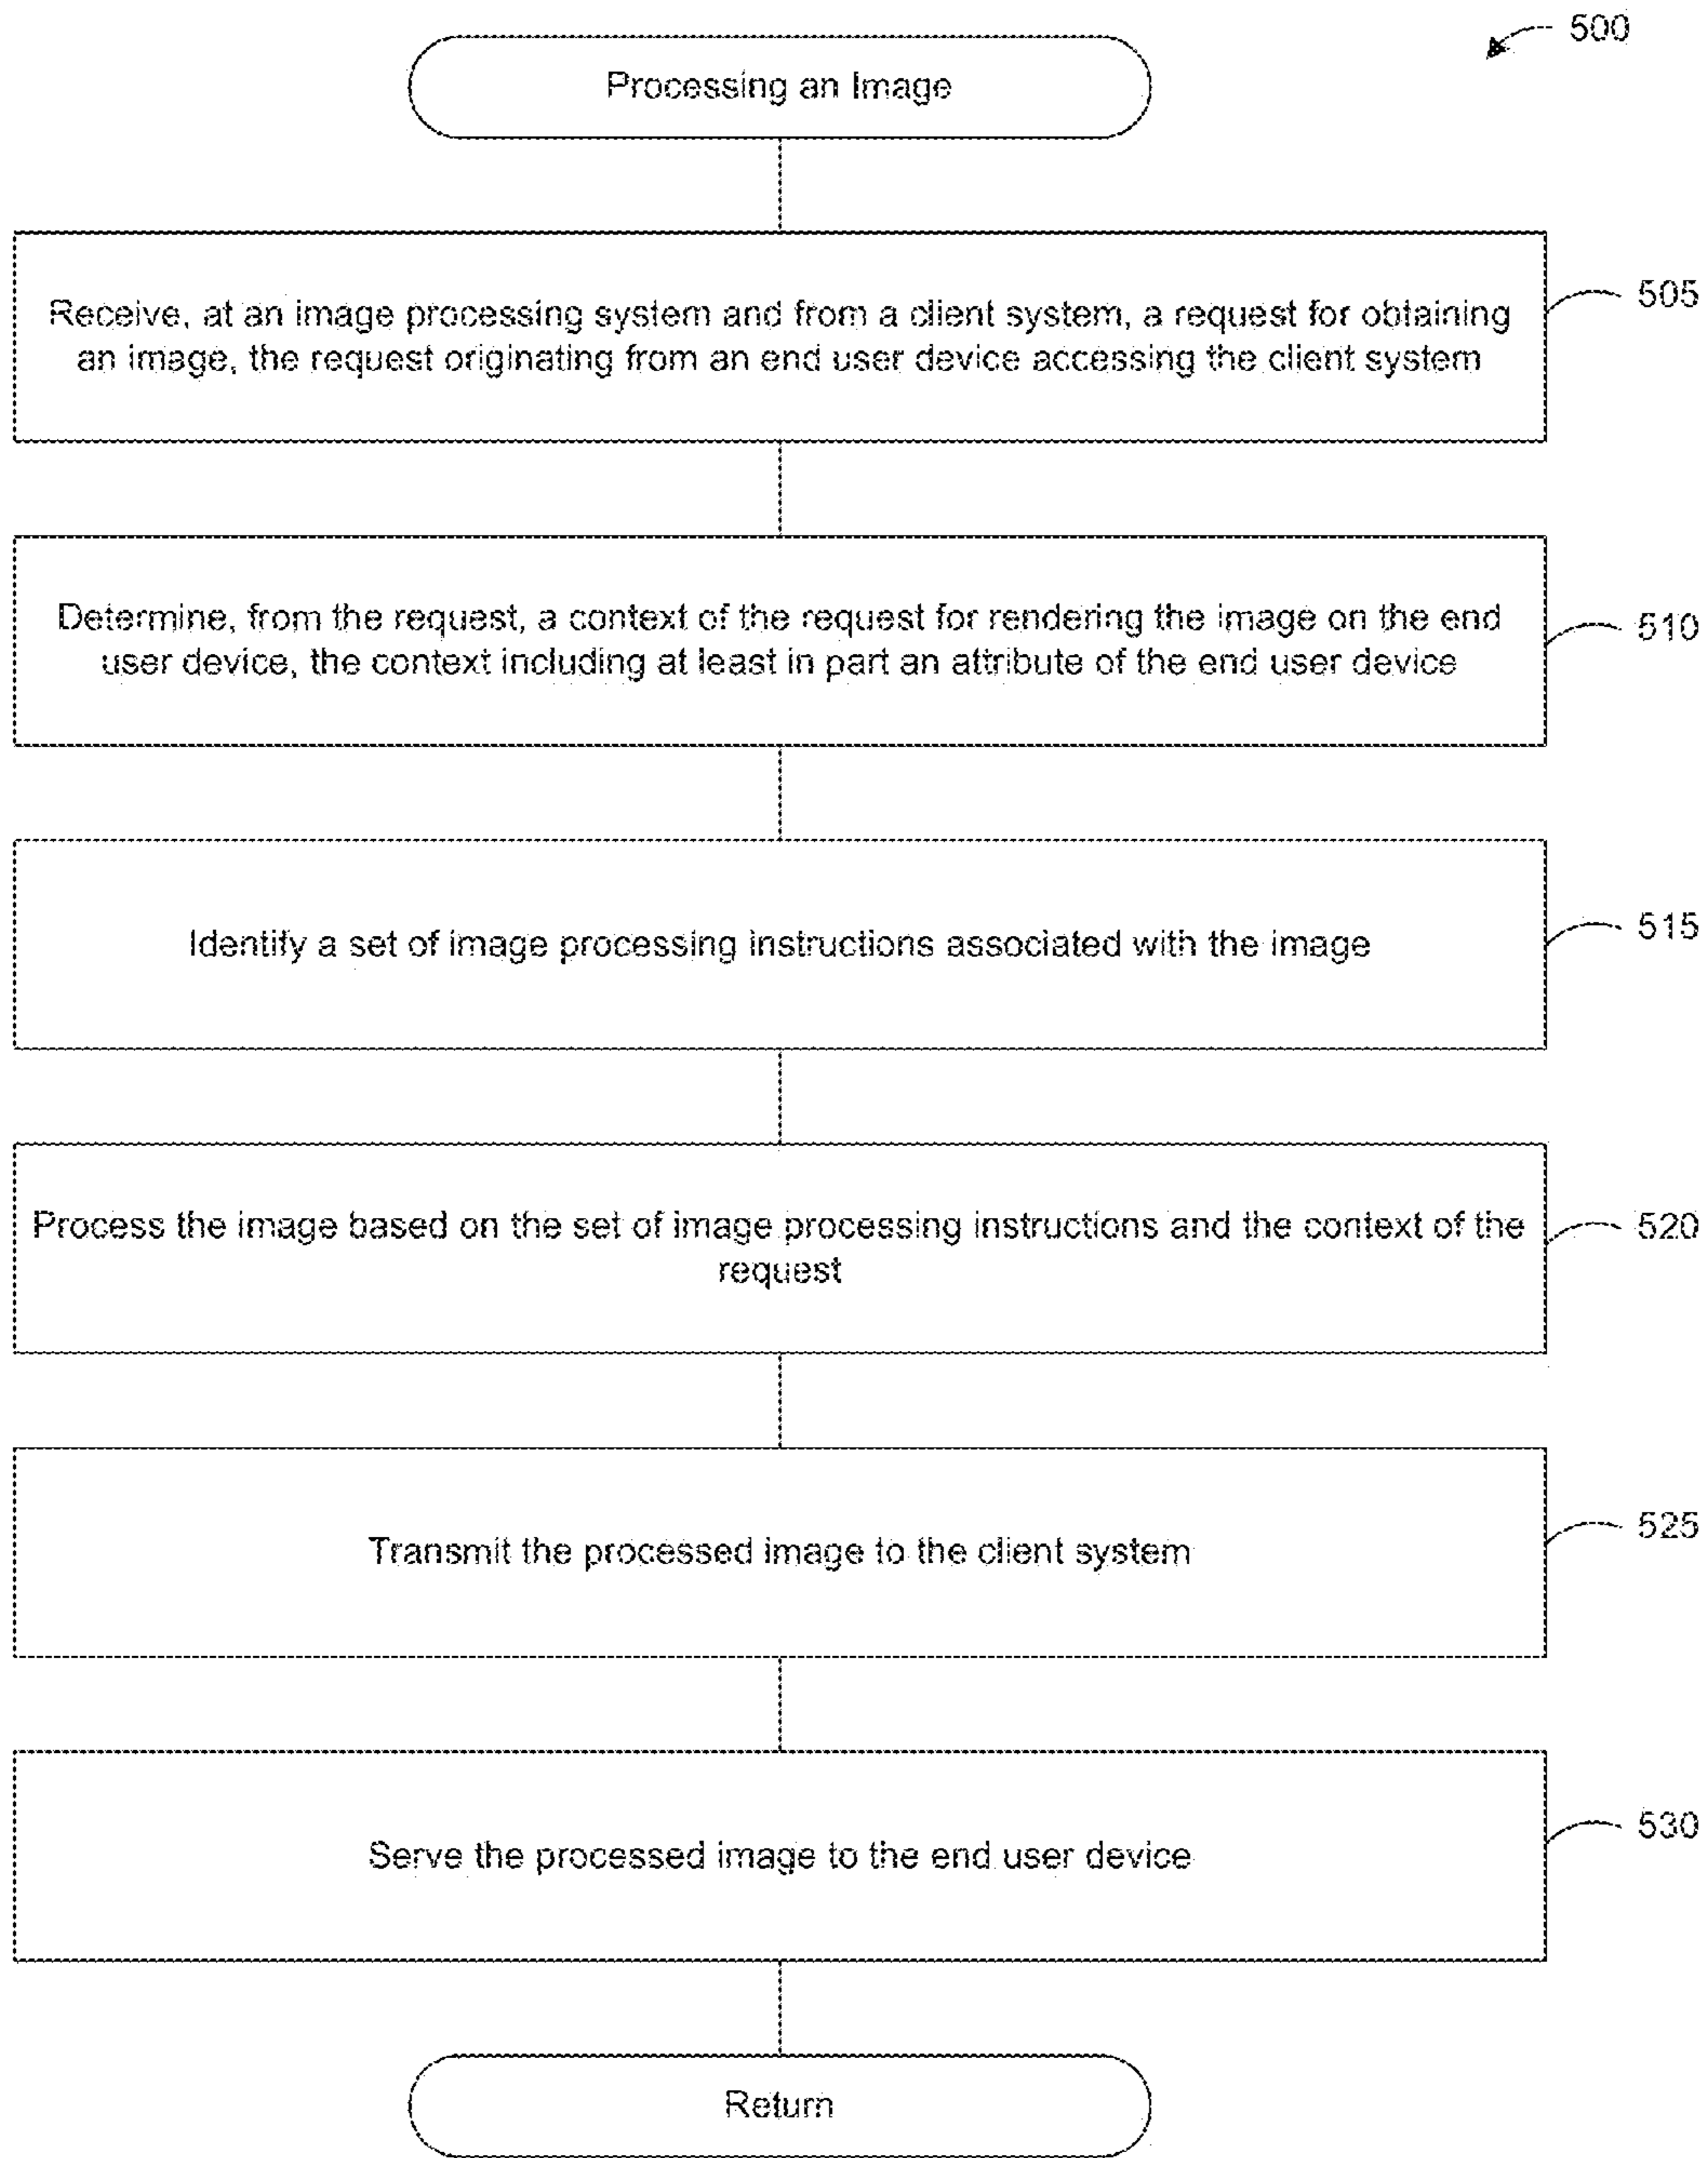 500
Processing an Image
Receive, at an image processing system and from a client system, a request for obtaining
an image, the request originating from an end user device accessing the client system
505
Determine, from the request, a context of the request for rendering the image on the end
user device, the context including at least in part an attribute of the end user device
510
Identify a set of image processing instructions associated with the image
515
Process the image based on the set of image processing instructions and the context of the
request
520
Transmit the processed image to the client system
525
Serve the processed image to the end user device
530
Return